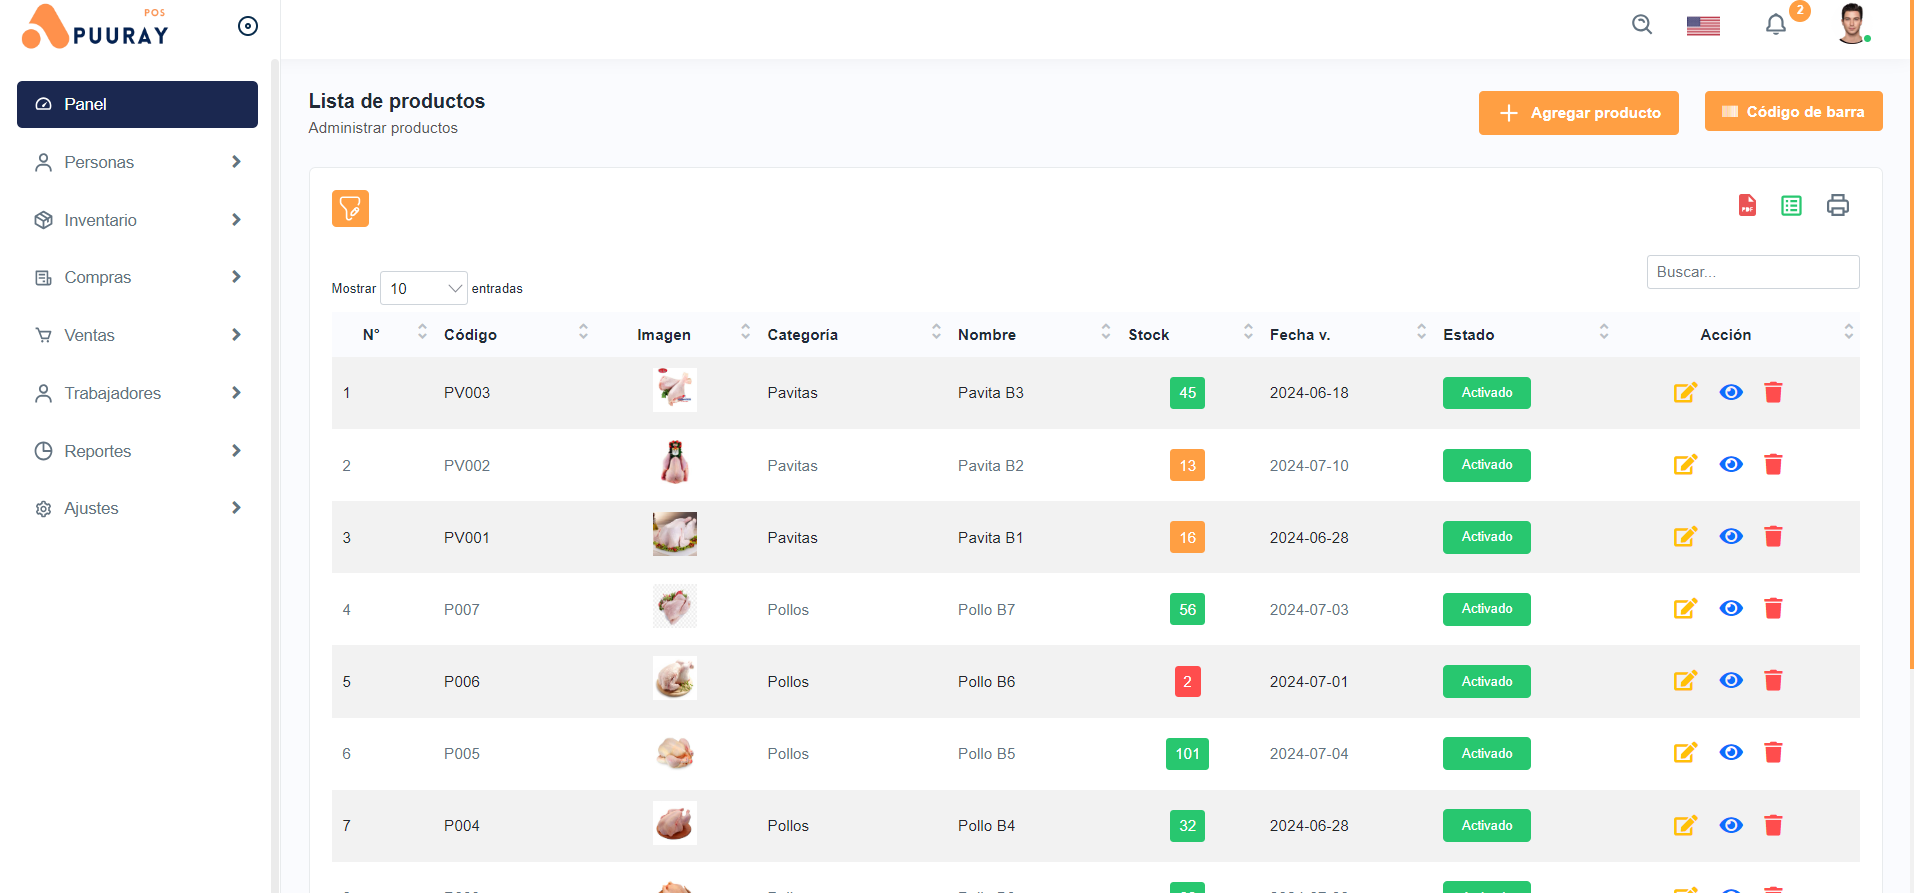 POS
PUURAY
2
Panel
Personas
Inventario
Compras
Ventas
Trabajadores
Reportes
Ajustes
Lista de productos
Administrar productos
Agregar producto
Código de barra
PDF
Mostrar 10 entradas
Buscar...
N° Código Imagen Categoría Nombre Stock Fecha v. Estado Acción
1 PV003 Pavitas Pavita B3 45 2024-06-18 Activado
2 PV002 Pavitas Pavita B2 13 2024-07-10 Activado
3 PV001 Pavitas Pavita B1 16 2024-06-28 Activado
4 P007 Pollos Pollo B7 56 2024-07-03 Activado
5 P006 Pollos Pollo B6 2 2024-07-01 Activado
6 P005 Pollos Pollo B5 101 2024-07-04 Activado
7 P004 Pollos Pollo B4 32 2024-06-28 Activado